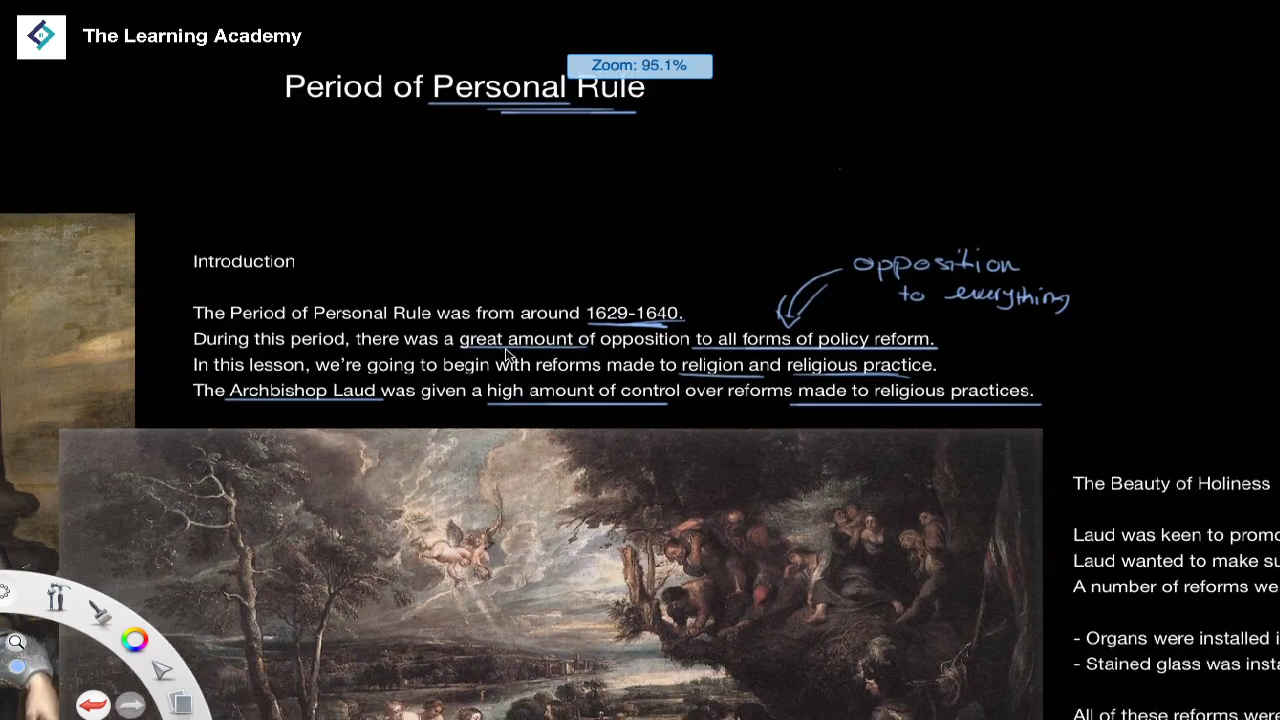 The Learning Academy
Zoom: 95.1%
Period of Personal Rule
Introduction
opposition
to everything
The Period of Personal Rule was from around 1629-1640.
During this period, there was a great amount of opposition to all forms of policy reform.
In this lesson, we're going to begin with reforms made to religion and religious practice.
The Archbishop Laud was given a high amount of control over reforms made to religious practices.
The Beauty of Holiness
Laud was keen to promo
Laud wanted to make su
A number of reforms we
- Organs were installed i
- Stained glass was insta
All of these reforms were